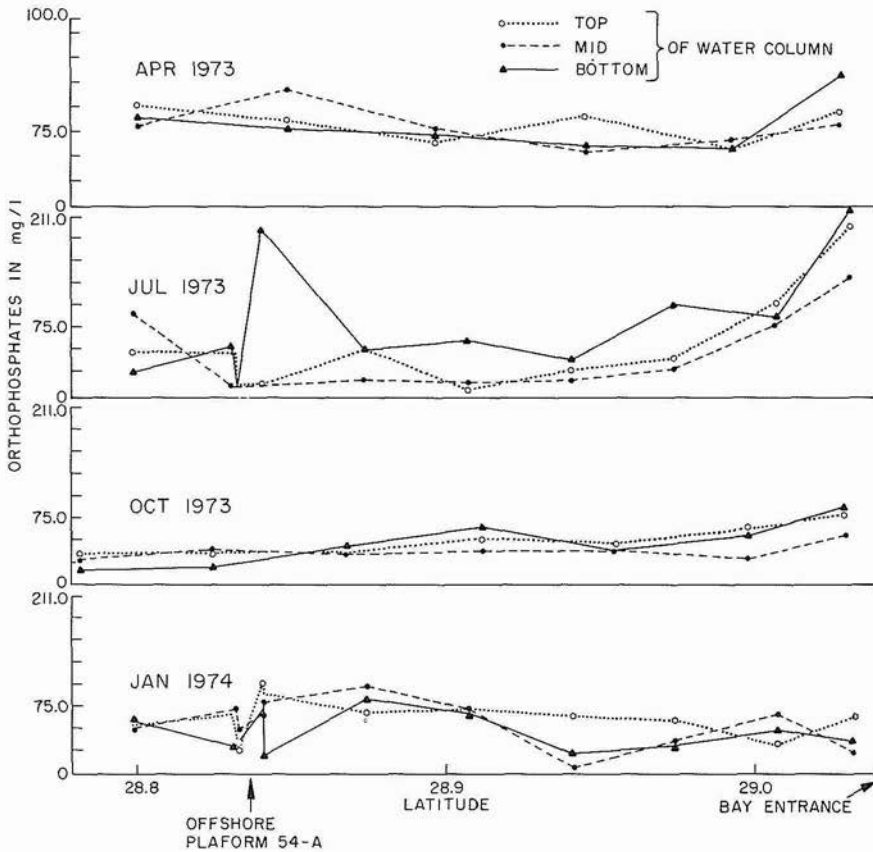 100.0
TOP
MID
BOTTOM
OF WATER COLUMN
APR 1973
75.0
0
211.0
JUL 1973
75.0
0
211.0
OCT 1973
75.0
0
211.0
JAN 1974
75.0
0
ORTHOPHOSPHATES IN mg/l
28.8
28.9
29.0
LATITUDE
BAY ENTRANCE
OFFSHORE
PLAFORM 54-A